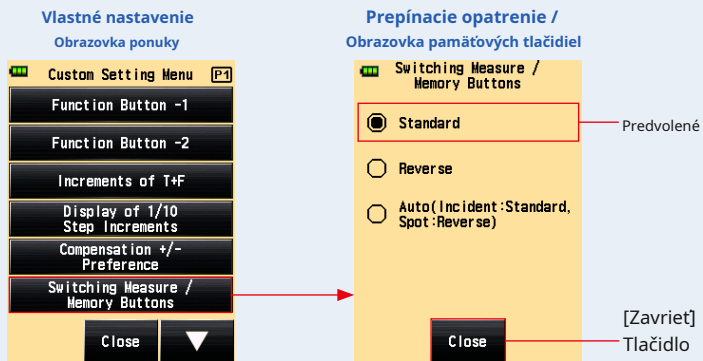 Vlastné nastavenie
Obrazovka ponuky
Custom Setting Menu P1
Function Button -1
Function Button -2
Increments of T+F
Display of 1/10
Step Increments
Compensation +/-
Preference
Switching Measure /
Memory Buttons
Close
Prepínacie opatrenie /
Obrazovka pamäťových tlačidiel
Switching Measure /
Memory Buttons
Standard
Predvolené
Reverse
Auto(Incident:Standard,
Spot:Reverse)
Close
[Zavrieť]
Tlačidlo